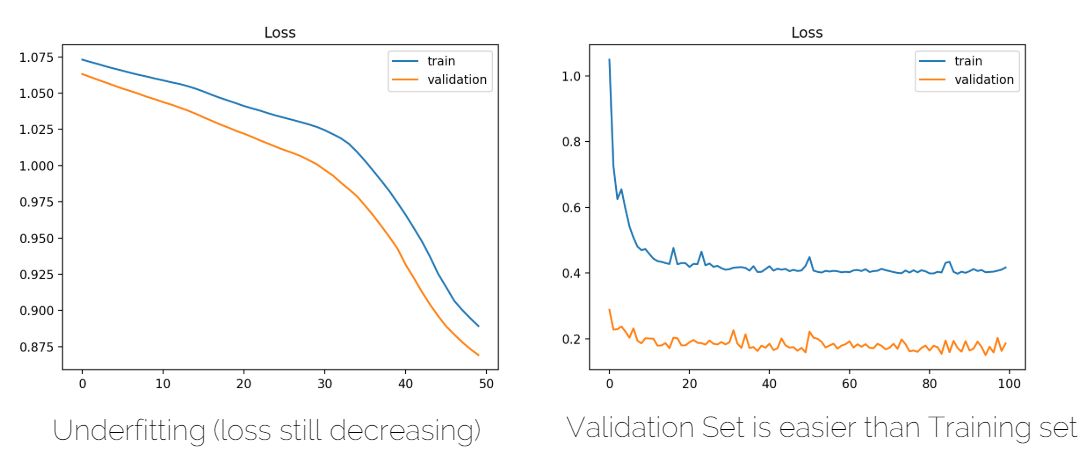 Loss
1.075
1.050
1.025
1.000
0.975
0.950
0.925
0.900
0.875
train
validation
0 10 20 30 40 50
Underfitting (loss still decreasing)
Loss
1.0
0.8
0.6
0.4
0.2
train
validation
0 20 40 60 80 100
Validation Set is easier than Training set